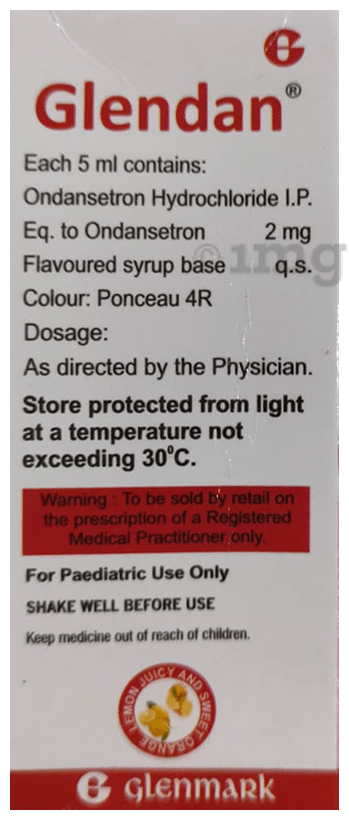 Glendan®
Each 5 ml contains:
Ondansetron Hydrochloride I.P.
Eq. to Ondansetron 2 mg
Flavoured syrup base q.s.
Colour: Ponceau 4R
Dosage:
As directed by the Physician.
Store protected from light
at a temperature not
exceeding 30°C.
Warning : To be sold by retail on
the prescription of a Registered
Medical Practitioner only.
For Paediatric Use Only
SHAKE WELL BEFORE USE
Keep medicine out of reach of children.
LEMON JUICY AND SWEET ORANGE
glenmark
©1mg